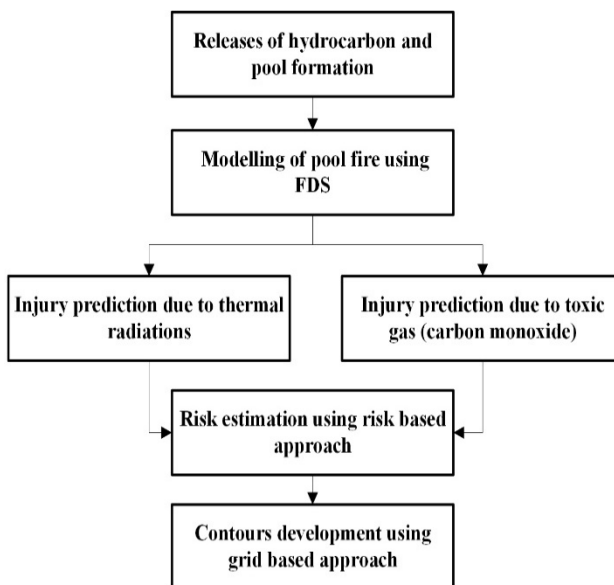 Releases of hydrocarbon and
pool formation
Modelling of pool fire using
FDS
Injury prediction due to thermal
radiations
Injury prediction due to toxic
gas (carbon monoxide)
Risk estimation using risk based
approach
Contours development using
grid based approach